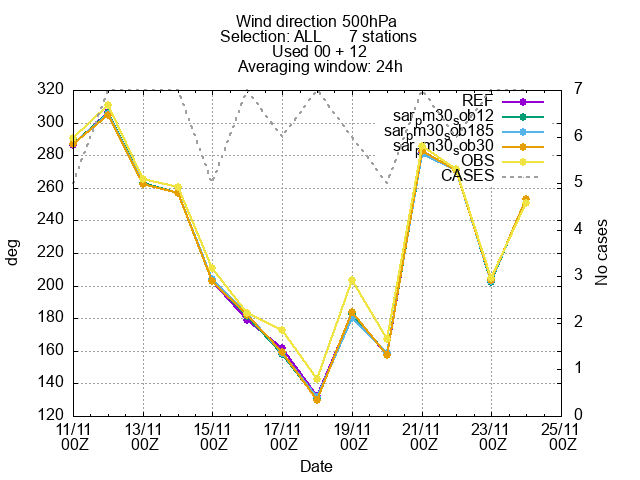 Wind direction 500hPa
Selection: ALL 7 stations
Used 00 + 12
Averaging window: 24h
320
300
280
260
240
220
200
180
160
140
120
deg
7
6
5
4
3
2
1
0
No cases
REF
sarpm30sob12
sarpm30sob185
sarpm30sob30
OBS
CASES
11/11 13/11 15/11 17/11 19/11 21/11 23/11 25/11
00Z 00Z 00Z 00Z 00Z 00Z 00Z 00Z
Date